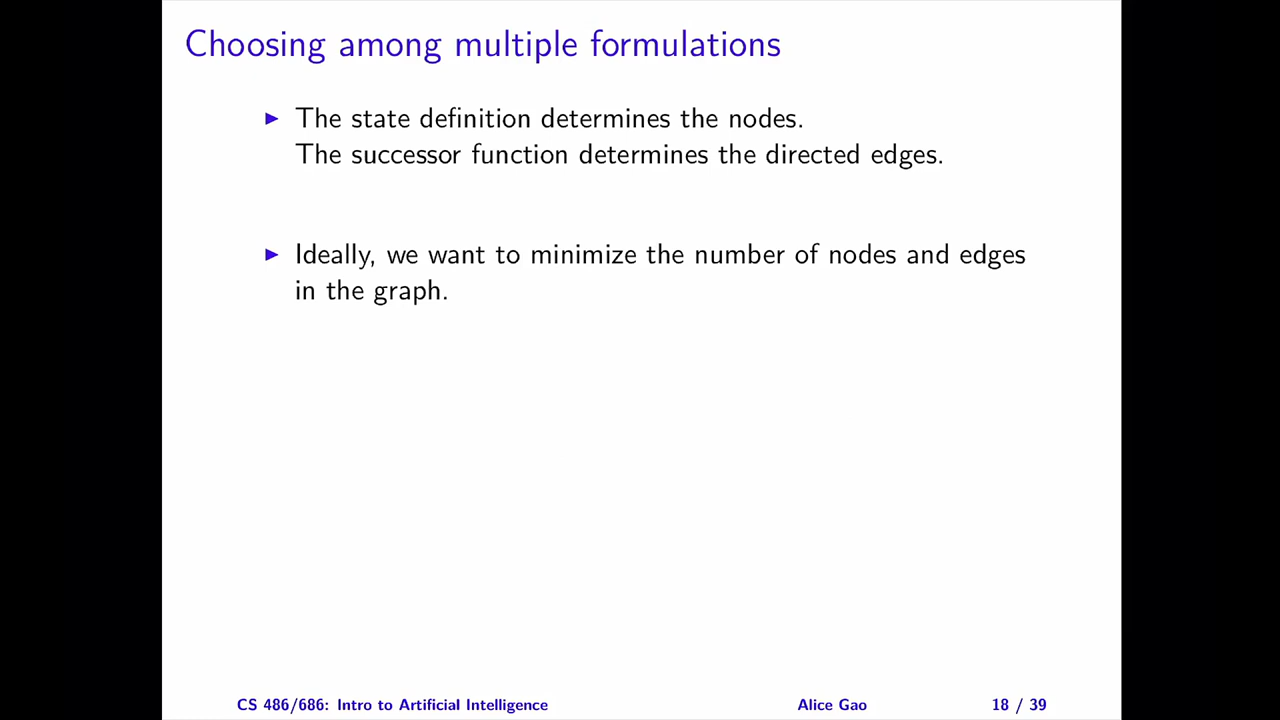 Choosing among multiple formulations
▶ The state definition determines the nodes.
The successor function determines the directed edges.
▶ Ideally, we want to minimize the number of nodes and edges
in the graph.
CS 486/686: Intro to Artificial Intelligence Alice Gao 18 / 39